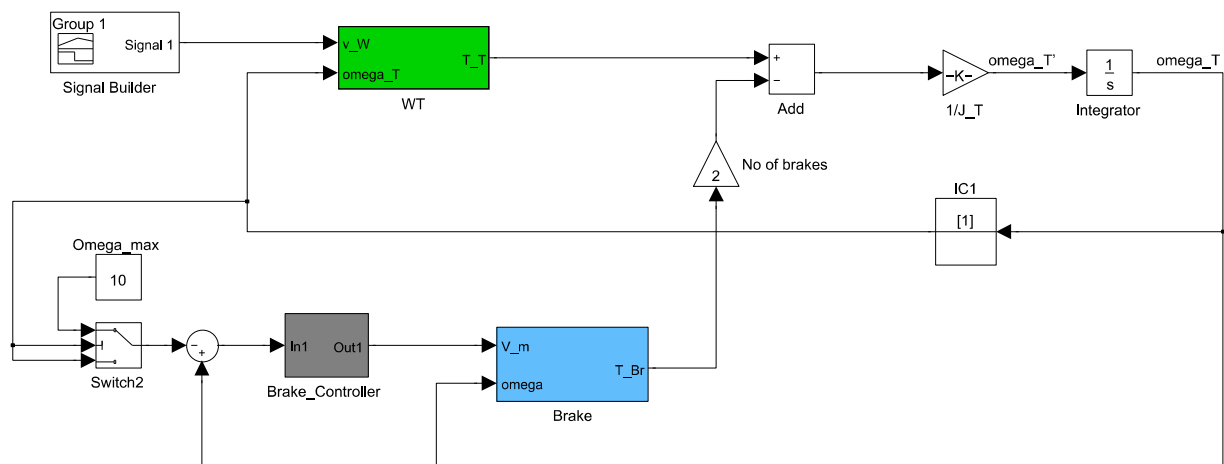 Group 1
Signal 1
Signal Builder
v_W
omega_T
T_T
WT
+
−
Add
-K-
1/J_T
omega_T'
1
s
Integrator
omega_T
2
No of brakes
IC1
[1]
Omega_max
10
Switch2
−
+
In1
Out1
Brake_Controller
V_m
omega
T_Br
Brake